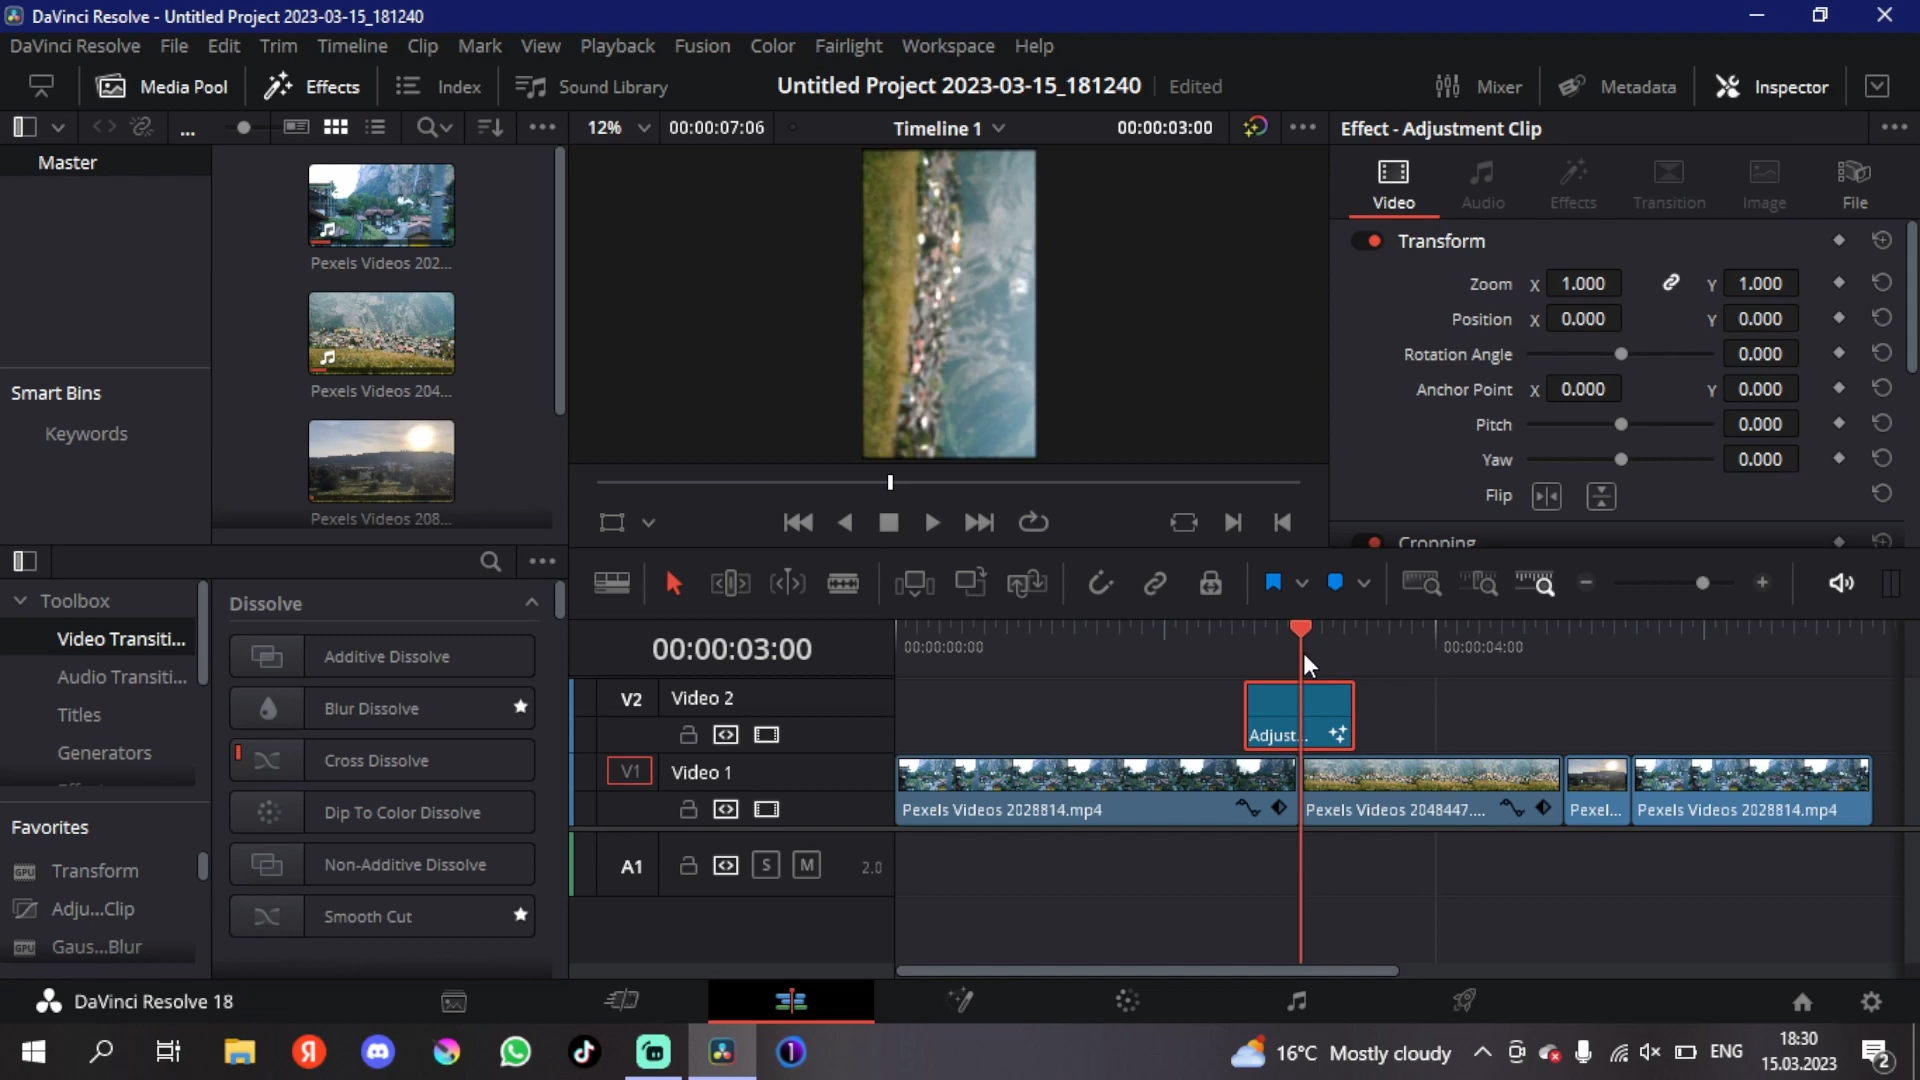 DaVinci Resolve - Untitled Project 2023-03-15_181240
DaVinci Resolve File Edit Trim Timeline Clip Mark View Playback Fusion Color Fairlight Workspace Help
Media Pool Effects Index Sound Library Untitled Project 2023-03-15_181240 Edited Mixer Metadata Inspector
... 12% 00:00:07:06 Timeline 1 00:00:03:00 Effect - Adjustment Clip
Master
Video Audio Effects Transition Image File
Pexels Videos 202...
Pexels Videos 204...
Pexels Videos 208...
Smart Bins
Keywords
Transform
Zoom X 1.000 Y 1.000
Position X 0.000 Y 0.000
Rotation Angle 0.000
Anchor Point X 0.000 Y 0.000
Pitch 0.000
Yaw 0.000
Flip
Cropping
Toolbox
Video Transiti...
Audio Transiti...
Titles
Generators
Favorites
GPU Transform
Adju...Clip
GPU Gaus...Blur
Dissolve
Additive Dissolve
Blur Dissolve
Cross Dissolve
Dip To Color Dissolve
Non-Additive Dissolve
Smooth Cut
00:00:03:00 00:00:00:00 00:00:04:00
V2 Video 2
Adjust...
V1 Video 1
Pexels Videos 2028814.mp4 Pexels Videos 2048447.... Pexel... Pexels Videos 2028814.mp4
A1 S M 2.0
DaVinci Resolve 18
Я 1 16°C Mostly cloudy ENG 18:30
15.03.2023 2